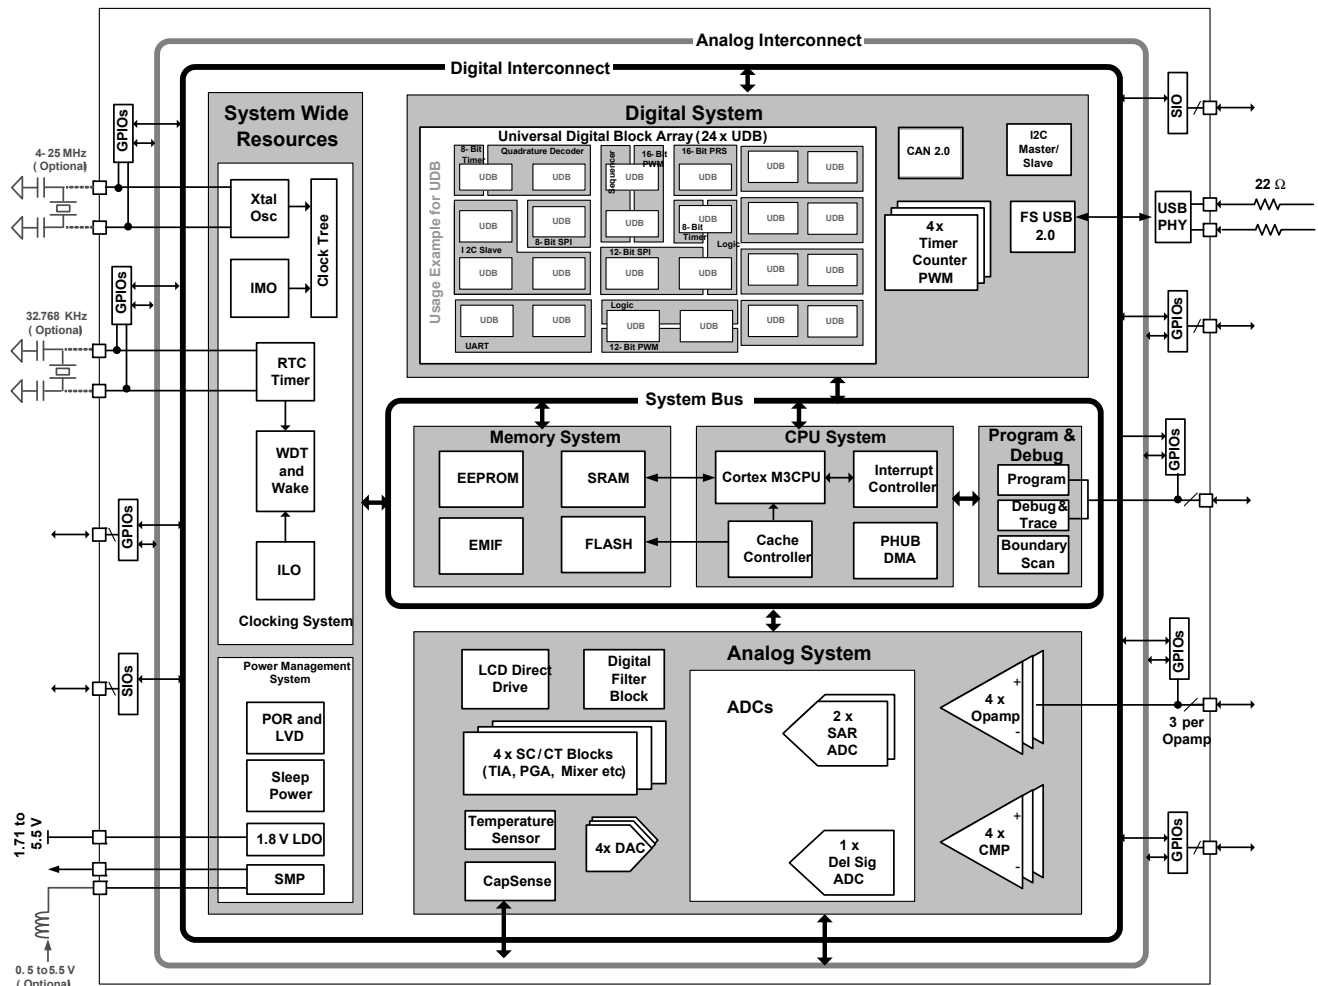 Analog Interconnect
Digital Interconnect
System Wide
Resources
Digital System
Universal Digital Block Array (24 x UDB)
Usage Example for UDB
8- Bit
Timer
Quadrature Decoder
Sequencer
16- Bit
PWM
16- Bit PRS
UDB
UDB
UDB
UDB
UDB
UDB
UDB
UDB
UDB
UDB
8- Bit
Timer
Logic
UDB
UDB
I 2C Slave
8- Bit SPI
12- Bit SPI
UDB
UDB
UDB
UDB
UDB
UDB
Logic
UDB
UDB
UDB
UDB
UDB
UDB
UART
12- Bit PWM
CAN 2.0
I2C
Master/
Slave
4 x
Timer
Counter
PWM
FS USB
2.0
GPIOs
4- 25 MHz
( Optional)
Xtal
Osc
IMO
Clock Tree
GPIOs
32.768 KHz
( Optional)
RTC
Timer
WDT
and
Wake
ILO
Clocking System
GPIOs
SIOs
Power Management
System
POR and
LVD
Sleep
Power
1.8 V LDO
SMP
1.71 to
5.5 V
0. 5 to 5.5 V
( Optional)
System Bus
Memory System
EEPROM
SRAM
EMIF
FLASH
CPU System
Cortex M3CPU
Interrupt
Controller
Cache
Controller
PHUB
DMA
Program &
Debug
Program
Debug &
Trace
Boundary
Scan
Analog System
LCD Direct
Drive
Digital
Filter
Block
4 x SC / CT Blocks
(TIA, PGA, Mixer etc)
Temperature
Sensor
CapSense
4x DAC
ADCs
2 x
SAR
ADC
1 x
Del Sig
ADC
4 x
Opamp
+
-
4 x
CMP
+
-
SIO
USB
PHY
22 Ω
GPIOs
GPIOs
GPIOs
3 per
Opamp
GPIOs